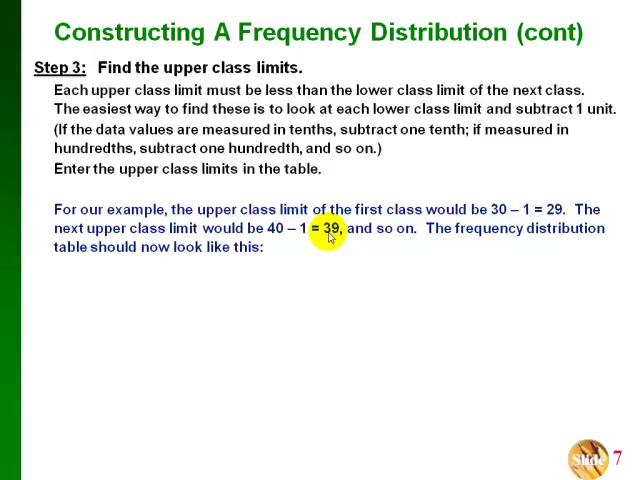 Constructing A Frequency Distribution (cont)
Step 3: Find the upper class limits.
Each upper class limit must be less than the lower class limit of the next class.
The easiest way to find these is to look at each lower class limit and subtract 1 unit.
(If the data values are measured in tenths, subtract one tenth; if measured in
hundredths, subtract one hundredth, and so on.)
Enter the upper class limits in the table.
For our example, the upper class limit of the first class would be 30 – 1 = 29. The
next upper class limit would be 40 – 1 = 39, and so on. The frequency distribution
table should now look like this:
Slide 7